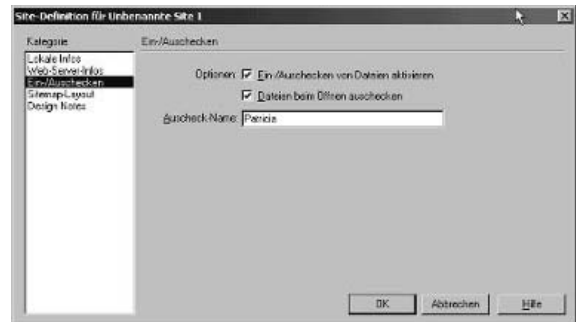 Site-Definition für Unbenannte Site 1
Kategorie
Lokale Infos
Web-Server-Infos
Ein-/Auschecken
Sitemap-Layout
Design Notes
Ein-/Auschecken
Optionen: Ein-/Auschecken von Dateien aktivieren
Dateien beim Öffnen auschecken
Auscheck-Name: Patricia
OK Abbrechen Hilfe